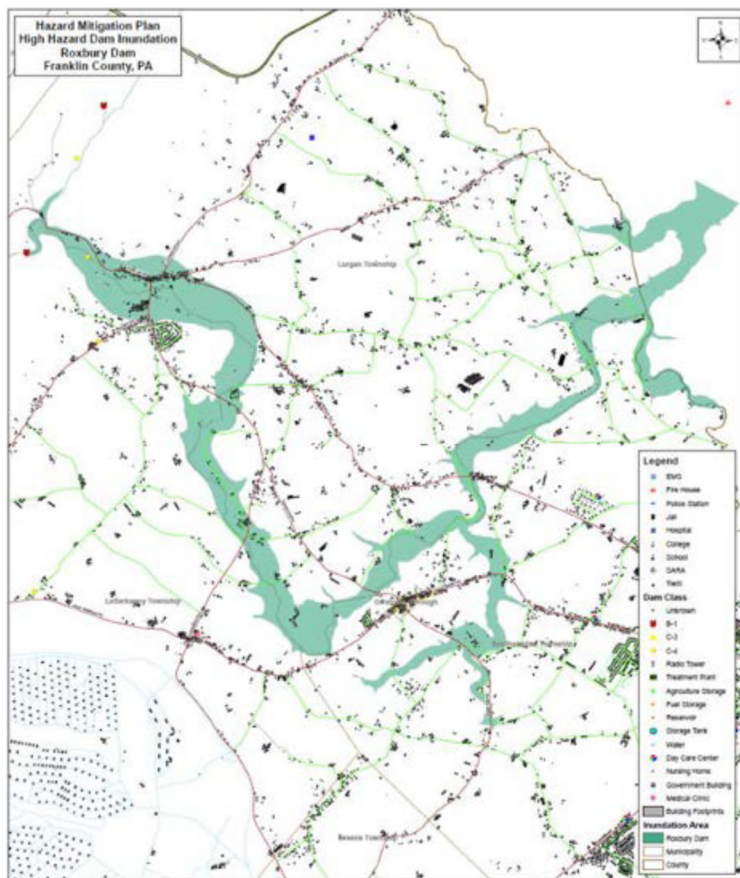 Hazard Mitigation Plan
High Hazard Dam Inundation
Roxbury Dam
Franklin County, PA
Lurgan Township
Letterkenny Township
Legend
Fire House
Police Station
Jail
Hospital
College
School
SARA
Dam Class
Unknown
B-1
C-3
C-4
Radio Tower
Treatment Plant
Agriculture Storage
Fuel Storage
Reservoir
Storage Tank
Water
Day Care Center
Nursing Home
Government Building
Medical Clinic
Building Footprints
Inundation Area
Roxbury Dam
Municipality
County